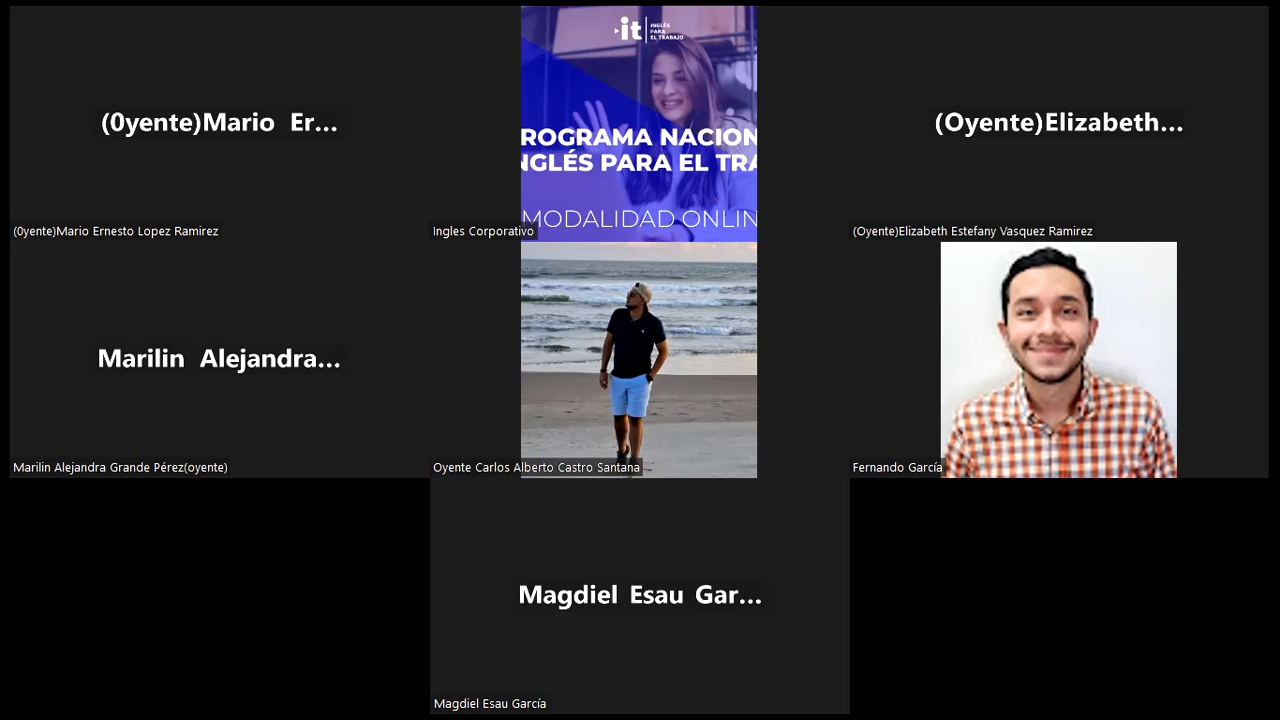 it INGLÉS
PARA
EL TRABAJO
(0yente)Mario Er...
ROGRAMA NACION
NGLÉS PARA EL TRA
(Oyente)Elizabeth...
MODALIDAD ONLIN
(0yente)Mario Ernesto Lopez Ramirez
Ingles Corporativo
(Oyente)Elizabeth Estefany Vasquez Ramirez
Marilin Alejandra...
Marilin Alejandra Grande Pérez(oyente)
Oyente Carlos Alberto Castro Santana
Fernando García
Magdiel Esau Gar...
Magdiel Esau García